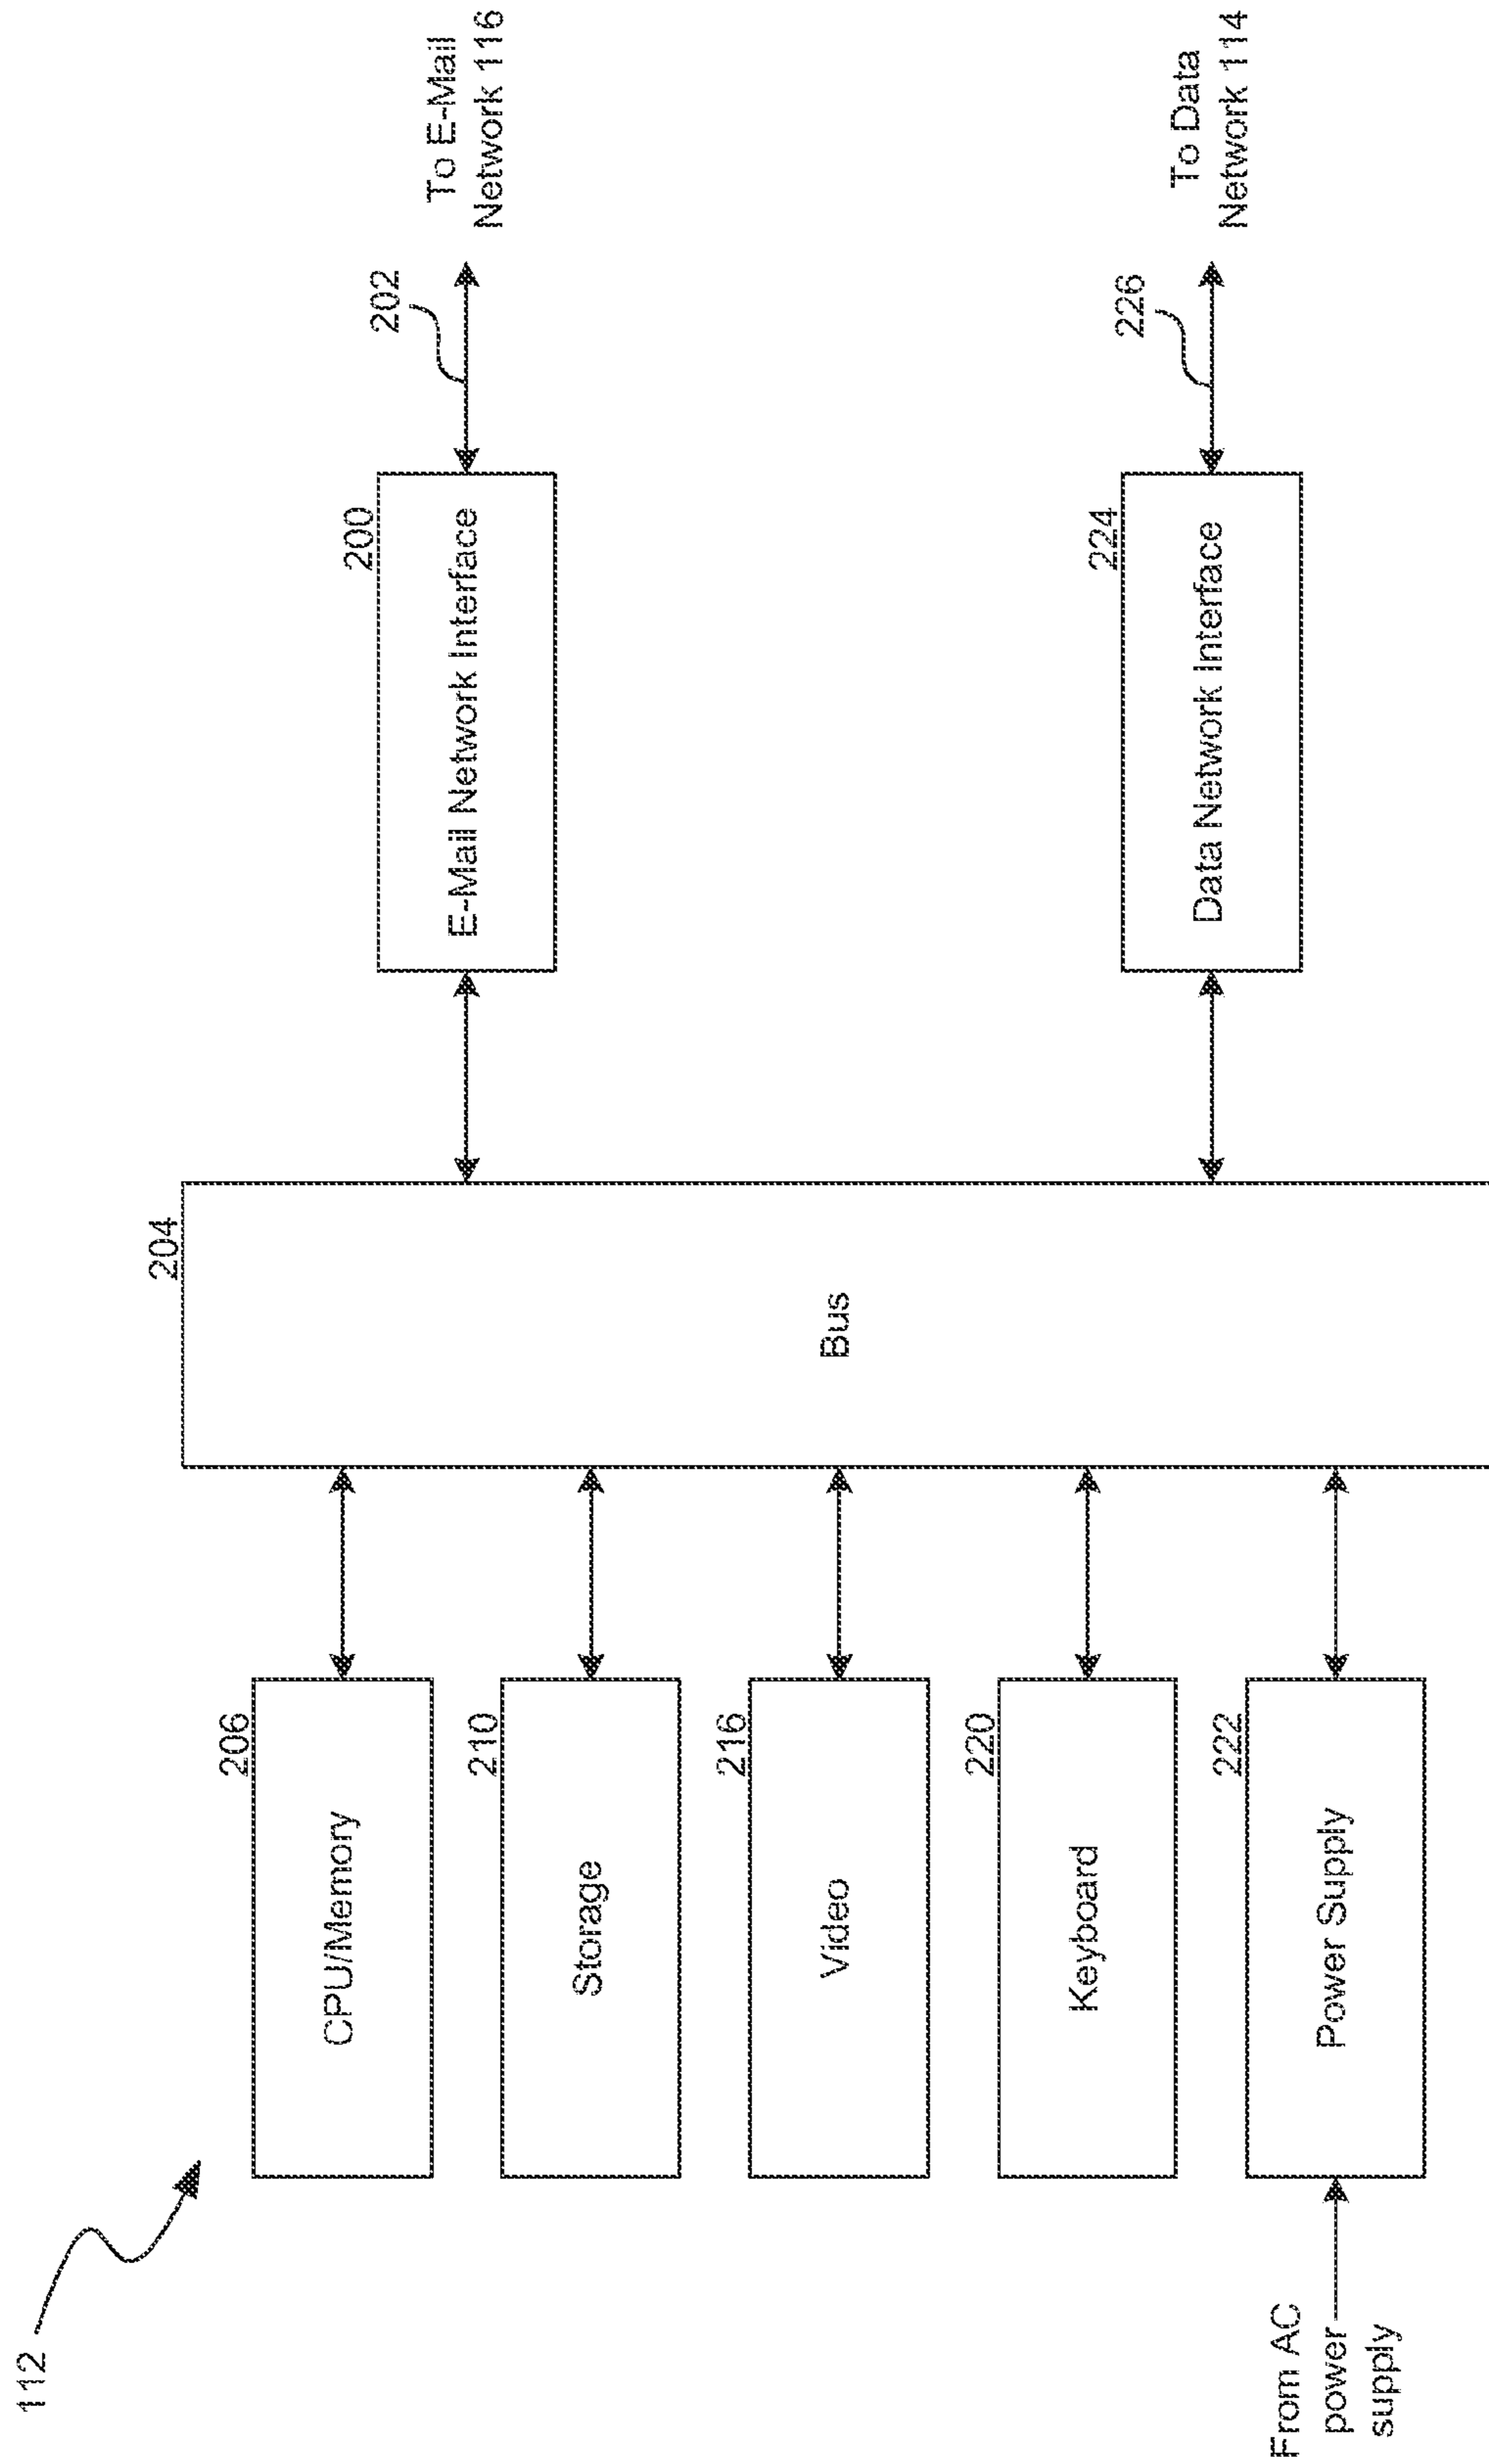 112
204
206
CPU/Memory
200
E-Mail Network Interface
202
To E-Mail
Network 116
210
Storage
216
Video
Bus
220
Keyboard
224
Data Network Interface
226
To Data
Network 114
222
Power Supply
From AC
power
supply